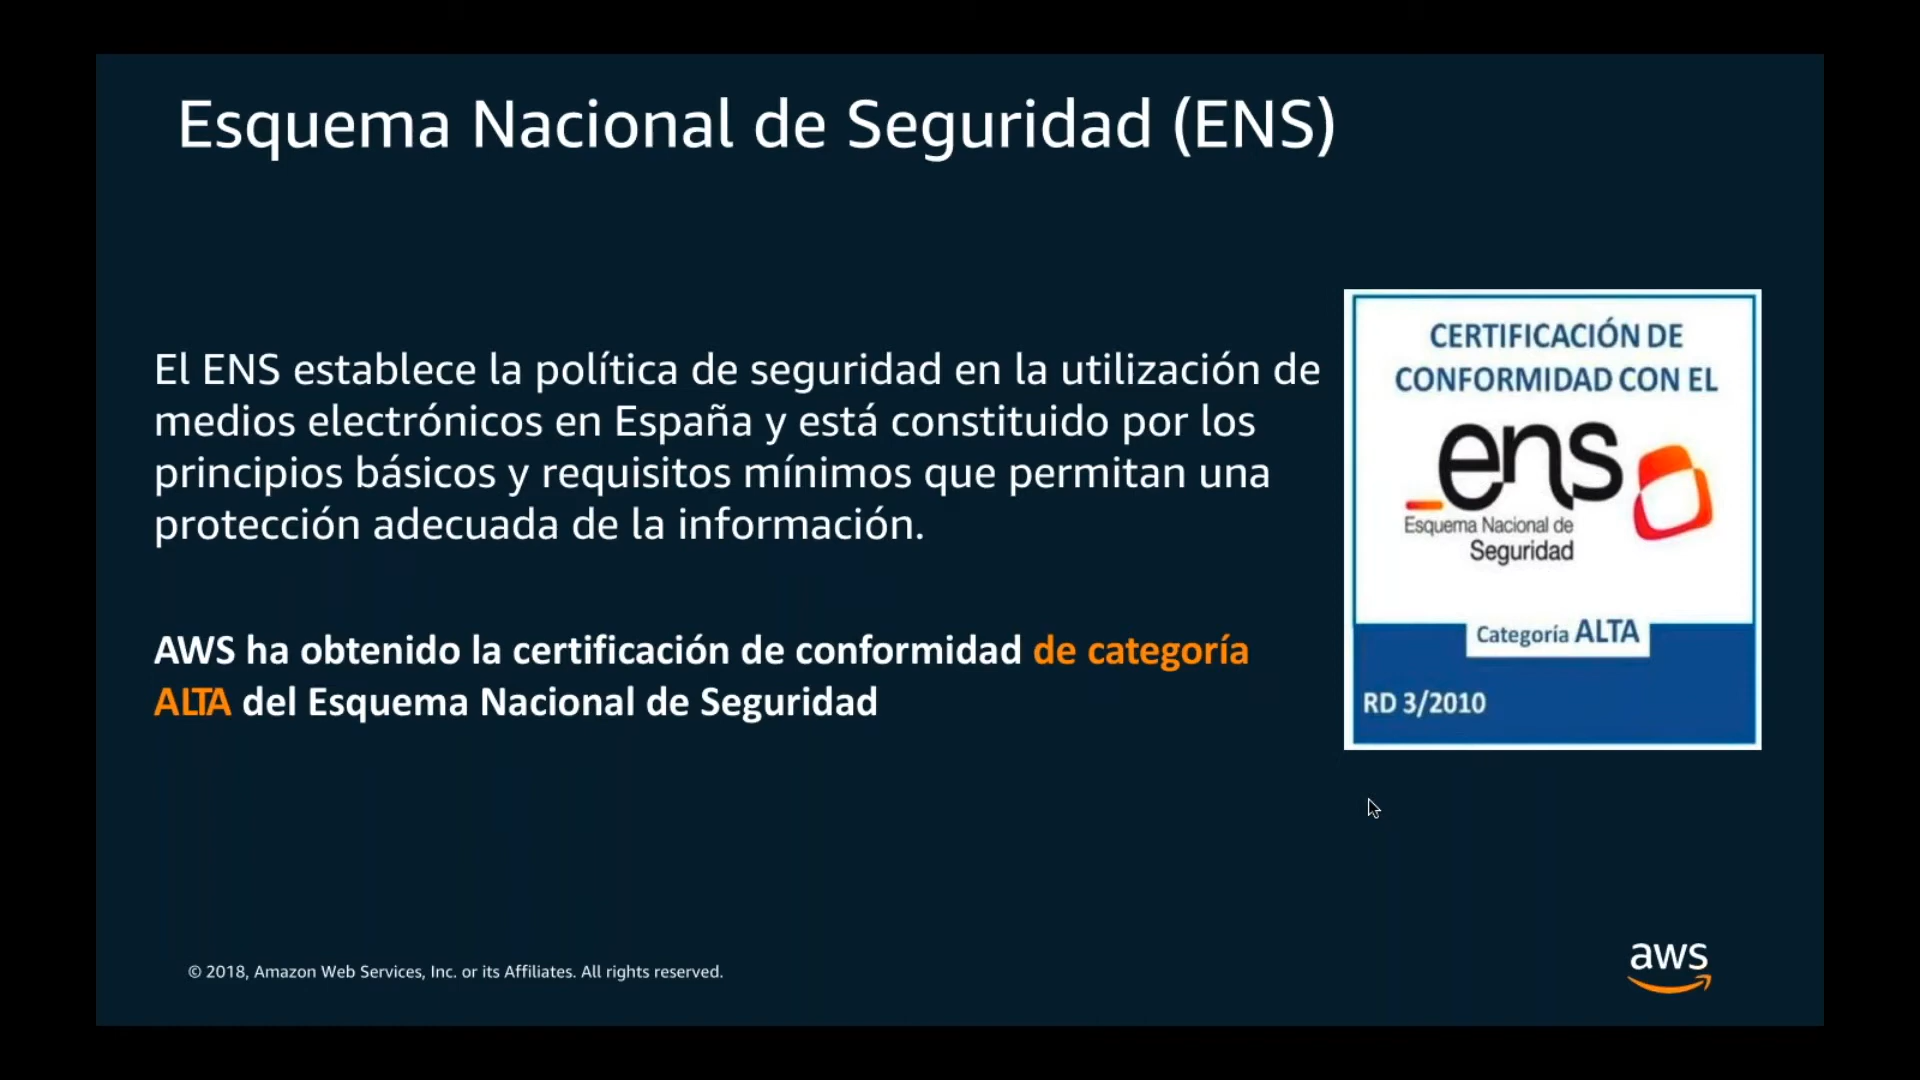 Esquema Nacional de Seguridad (ENS)
El ENS establece la política de seguridad en la utilización de
medios electrónicos en España y está constituido por los
principios básicos y requisitos mínimos que permitan una
protección adecuada de la información.
AWS ha obtenido la certificación de conformidad de categoría
ALTA del Esquema Nacional de Seguridad
CERTIFICACIÓN DE
CONFORMIDAD CON EL
ens
Esquema Nacional de
Seguridad
Categoría ALTA
RD 3/2010
© 2018, Amazon Web Services, Inc. or its Affiliates. All rights reserved.
aws